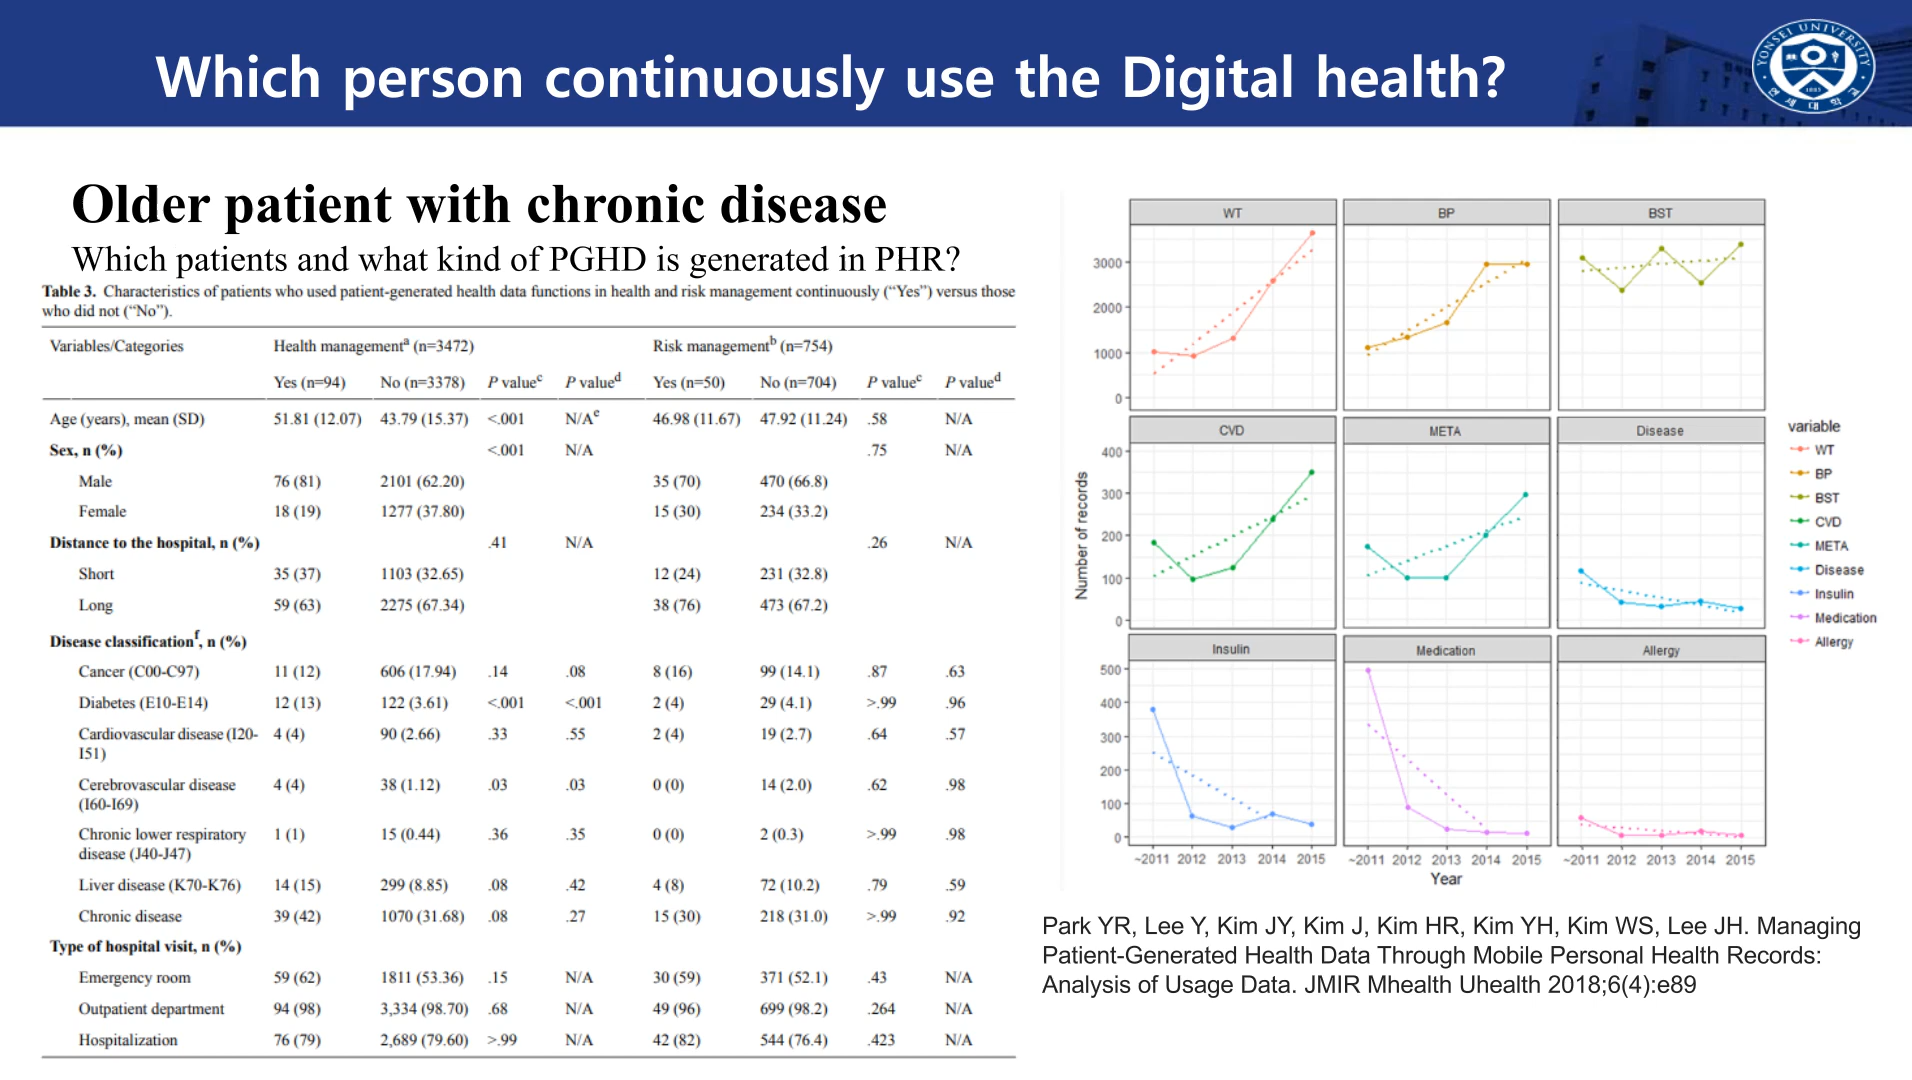 Which person continuously use the Digital health?
YONSEI UNIVERSITY
1885
연세대학교
Older patient with chronic disease
Which patients and what kind of PGHD is generated in PHR?
Table 3. Characteristics of patients who used patient-generated health data functions in health and risk management continuously (“Yes”) versus those
who did not (“No”).
Variables/Categories Health managementa (n=3472) Risk managementb (n=754)
Yes (n=94) No (n=3378) P valuec P valued Yes (n=50) No (n=704) P valuec P valued
Age (years), mean (SD) 51.81 (12.07) 43.79 (15.37) <.001 N/Ae 46.98 (11.67) 47.92 (11.24) .58 N/A
Sex, n (%) <.001 N/A .75 N/A
Male 76 (81) 2101 (62.20) 35 (70) 470 (66.8)
Female 18 (19) 1277 (37.80) 15 (30) 234 (33.2)
Distance to the hospital, n (%) .41 N/A .26 N/A
Short 35 (37) 1103 (32.65) 12 (24) 231 (32.8)
Long 59 (63) 2275 (67.34) 38 (76) 473 (67.2)
Disease classificationf, n (%)
Cancer (C00-C97) 11 (12) 606 (17.94) .14 .08 8 (16) 99 (14.1) .87 .63
Diabetes (E10-E14) 12 (13) 122 (3.61) <.001 <.001 2 (4) 29 (4.1) >.99 .96
Cardiovascular disease (I20- 4 (4) 90 (2.66) .33 .55 2 (4) 19 (2.7) .64 .57
I51)
Cerebrovascular disease 4 (4) 38 (1.12) .03 .03 0 (0) 14 (2.0) .62 .98
(I60-I69)
Chronic lower respiratory 1 (1) 15 (0.44) .36 .35 0 (0) 2 (0.3) >.99 .98
disease (J40-J47)
Liver disease (K70-K76) 14 (15) 299 (8.85) .08 .42 4 (8) 72 (10.2) .79 .59
Chronic disease 39 (42) 1070 (31.68) .08 .27 15 (30) 218 (31.0) >.99 .92
Type of hospital visit, n (%)
Emergency room 59 (62) 1811 (53.36) .15 N/A 30 (59) 371 (52.1) .43 N/A
Outpatient department 94 (98) 3,334 (98.70) .68 N/A 49 (96) 699 (98.2) .264 N/A
Hospitalization 76 (79) 2,689 (79.60) >.99 N/A 42 (82) 544 (76.4) .423 N/A
WT BP BST
3000
2000
1000
0
CVD META Disease
400
300
200
100
0
Insulin Medication Allergy
500
400
300
200
100
0
~2011 2012 2013 2014 2015 ~2011 2012 2013 2014 2015 ~2011 2012 2013 2014 2015
Year
Number of records
variable
WT
BP
BST
CVD
META
Disease
Insulin
Medication
Allergy
Park YR, Lee Y, Kim JY, Kim J, Kim HR, Kim YH, Kim WS, Lee JH. Managing
Patient-Generated Health Data Through Mobile Personal Health Records:
Analysis of Usage Data. JMIR Mhealth Uhealth 2018;6(4):e89